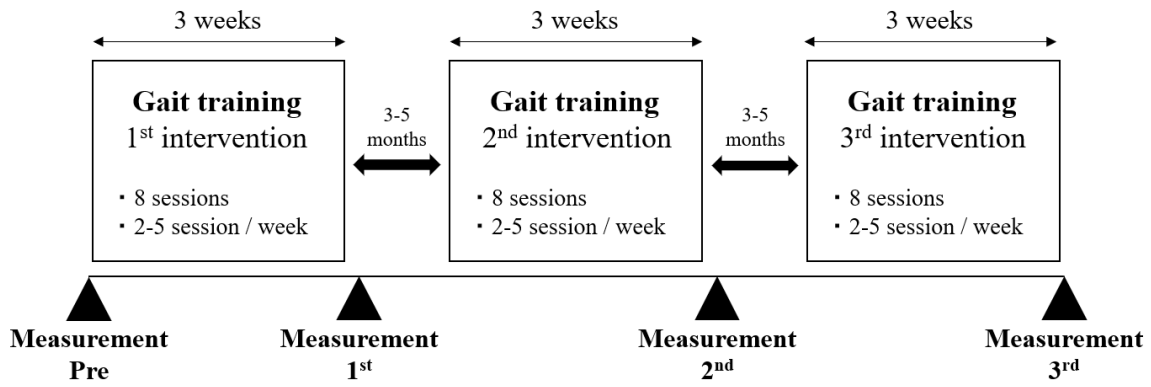 3 weeks
3 weeks
3 weeks
Gait training
1st intervention
・8 sessions
・2-5 session / week
3-5
months
Gait training
2nd intervention
・8 sessions
・2-5 session / week
3-5
months
Gait training
3rd intervention
・8 sessions
・2-5 session / week
Measurement
Pre
Measurement
1st
Measurement
2nd
Measurement
3rd